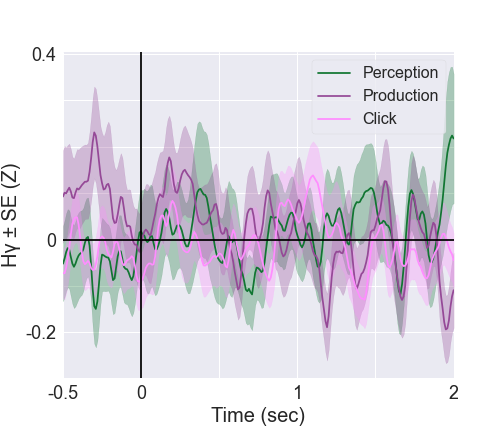 0.4
0
-0.2
Hγ ± SE (Z)
Perception
Production
Click
-0.5 0 1 2
Time (sec)